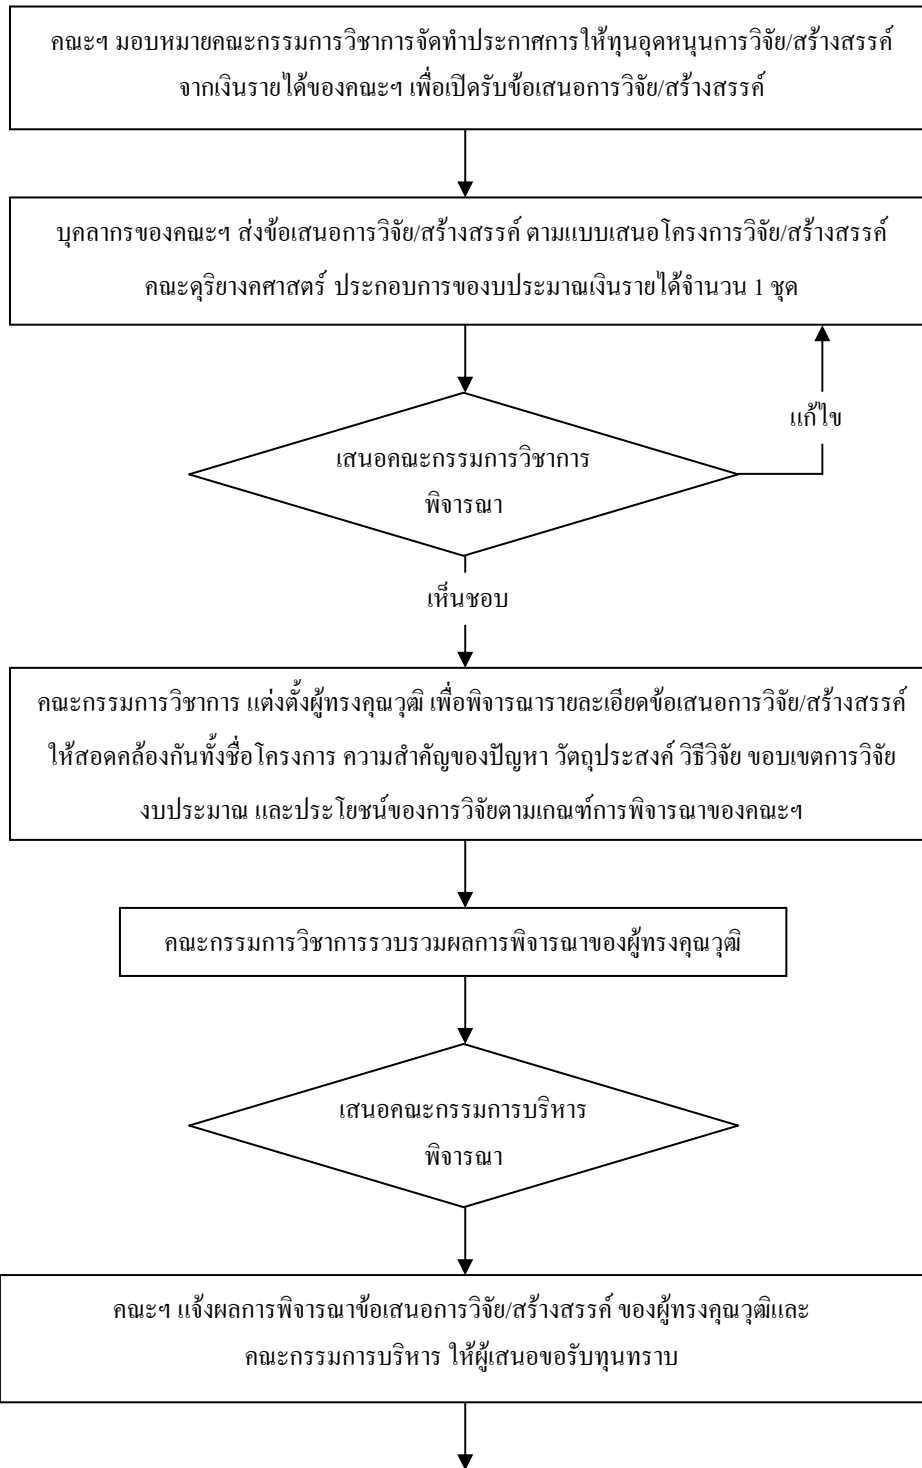 คณะฯ มอบหมายคณะกรรมการวิชาการจัดทำประกาศการให้ทุนอุดหนุนการวิจัย/สร้างสรรค์
จากเงินรายได้ของคณะฯ เพื่อเปิดรับข้อเสนอการวิจัย/สร้างสรรค์
บุคลากรของคณะฯ ส่งข้อเสนอการวิจัย/สร้างสรรค์ ตามแบบเสนอโครงการวิจัย/สร้างสรรค์
คณะดุริยางคศาสตร์ ประกอบการของบประมาณเงินรายได้จำนวน 1 ชุด
แก้ไข
เสนอคณะกรรมการวิชาการ
พิจารณา
เห็นชอบ
คณะกรรมการวิชาการ แต่งตั้งผู้ทรงคุณวุฒิ เพื่อพิจารณารายละเอียดข้อเสนอการวิจัย/สร้างสรรค์
ให้สอดคล้องกันทั้งชื่อโครงการ ความสำคัญของปัญหา วัตถุประสงค์ วิธีวิจัย ขอบเขตการวิจัย
งบประมาณ และประโยชน์ของการวิจัยตามเกณฑ์การพิจารณาของคณะฯ
คณะกรรมการวิชาการรวบรวมผลการพิจารณาของผู้ทรงคุณวุฒิ
เสนอคณะกรรมการบริหาร
พิจารณา
คณะฯ แจ้งผลการพิจารณาข้อเสนอการวิจัย/สร้างสรรค์ ของผู้ทรงคุณวุฒิและ
คณะกรรมการบริหาร ให้ผู้เสนอขอรับทุนทราบ